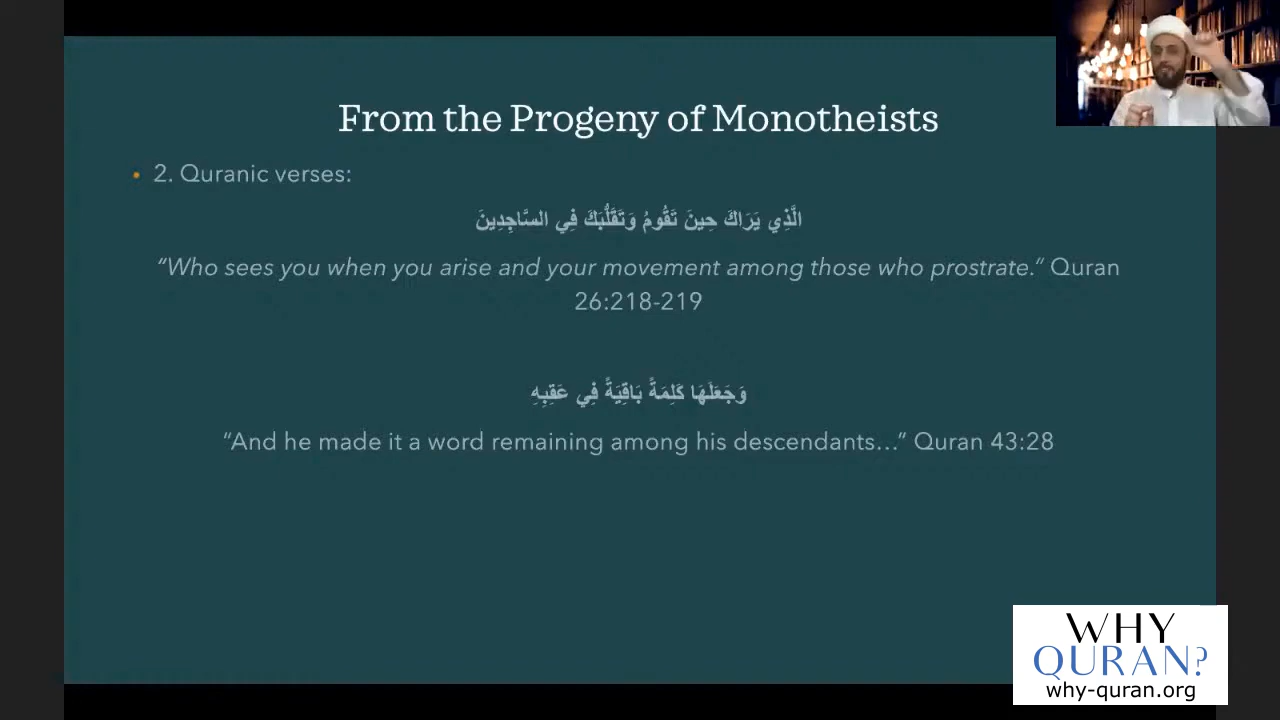 From the Progeny of Monotheists
• 2. Quranic verses:
الَّذِي يَرَاكَ حِينَ تَقُومُ وَتَقَلُّبَكَ فِي السَّاجِدِينَ
“Who sees you when you arise and your movement among those who prostrate.” Quran
26:218-219
وَجَعَلَهَا كَلِمَةً بَاقِيَةً فِي عَقِبِهِ
“And he made it a word remaining among his descendants…” Quran 43:28
WHY
QURAN?
why-quran.org